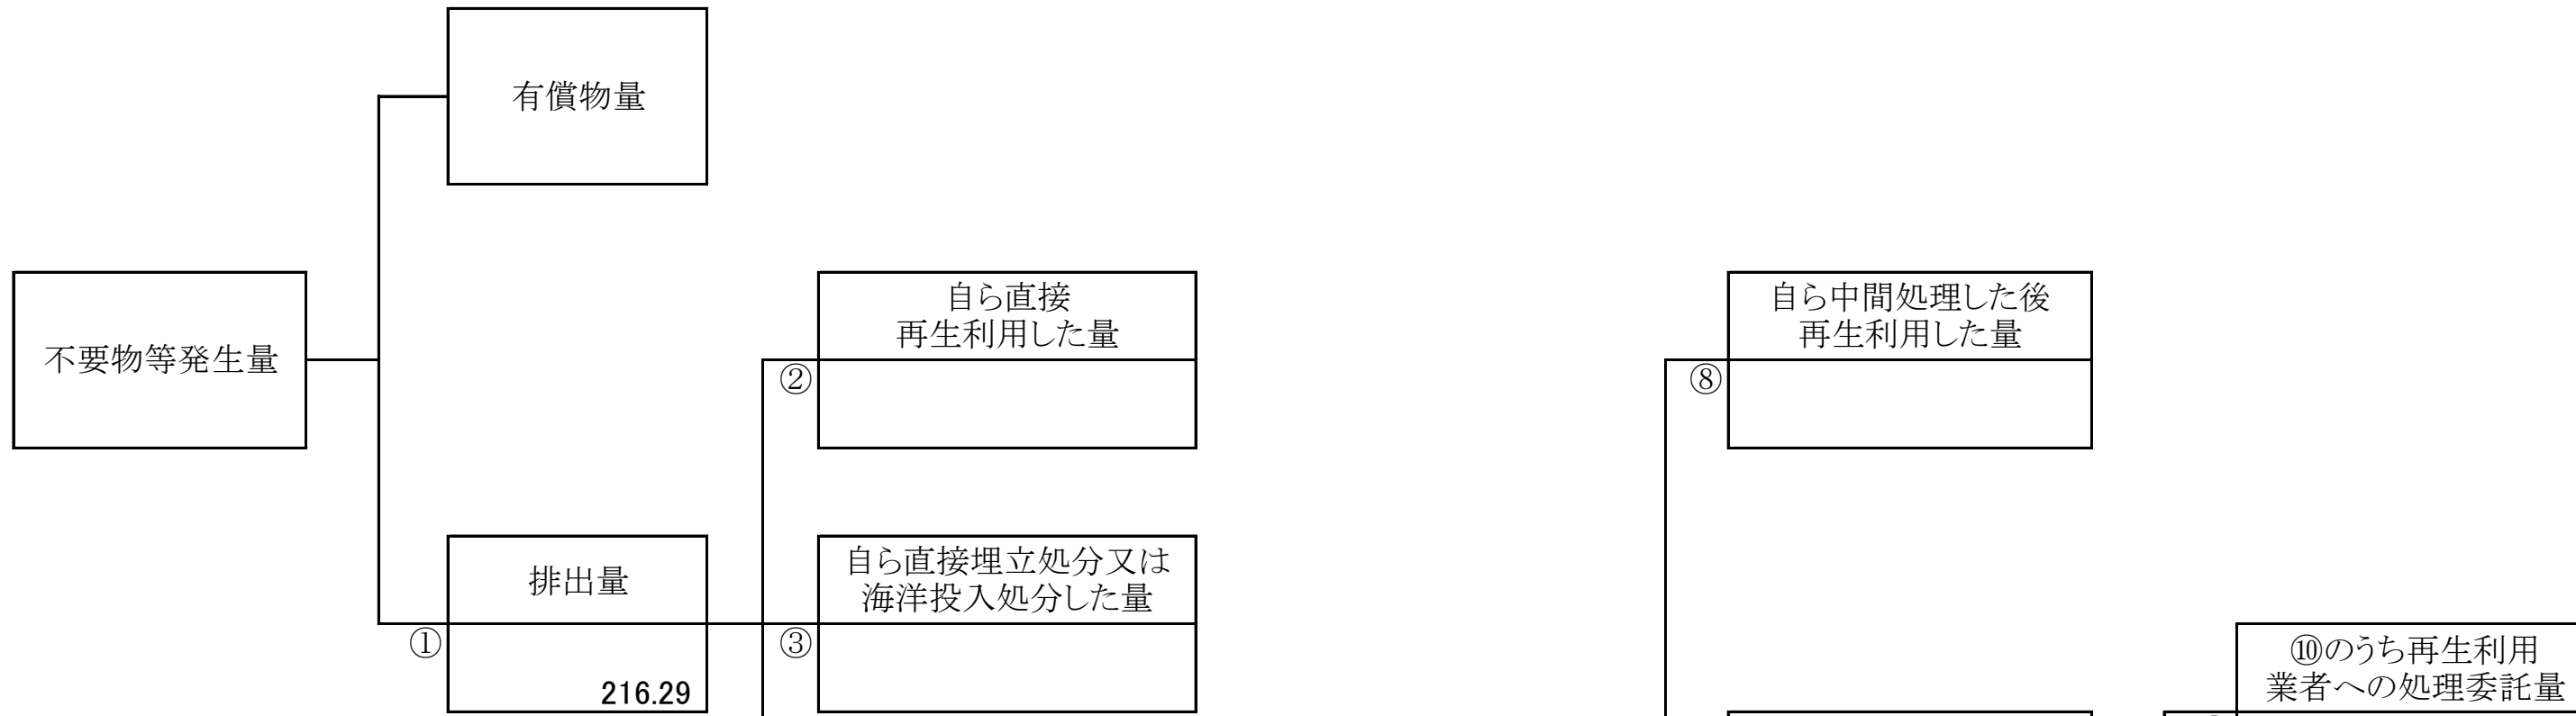 有償物量
不要物等発生量
自ら直接
再生利用した量
②
自ら中間処理した後
再生利用した量
⑧
排出量
①
216.29
自ら直接埋立処分又は
海洋投入処分した量
③
⑩のうち再生利用
業者への処理委託量